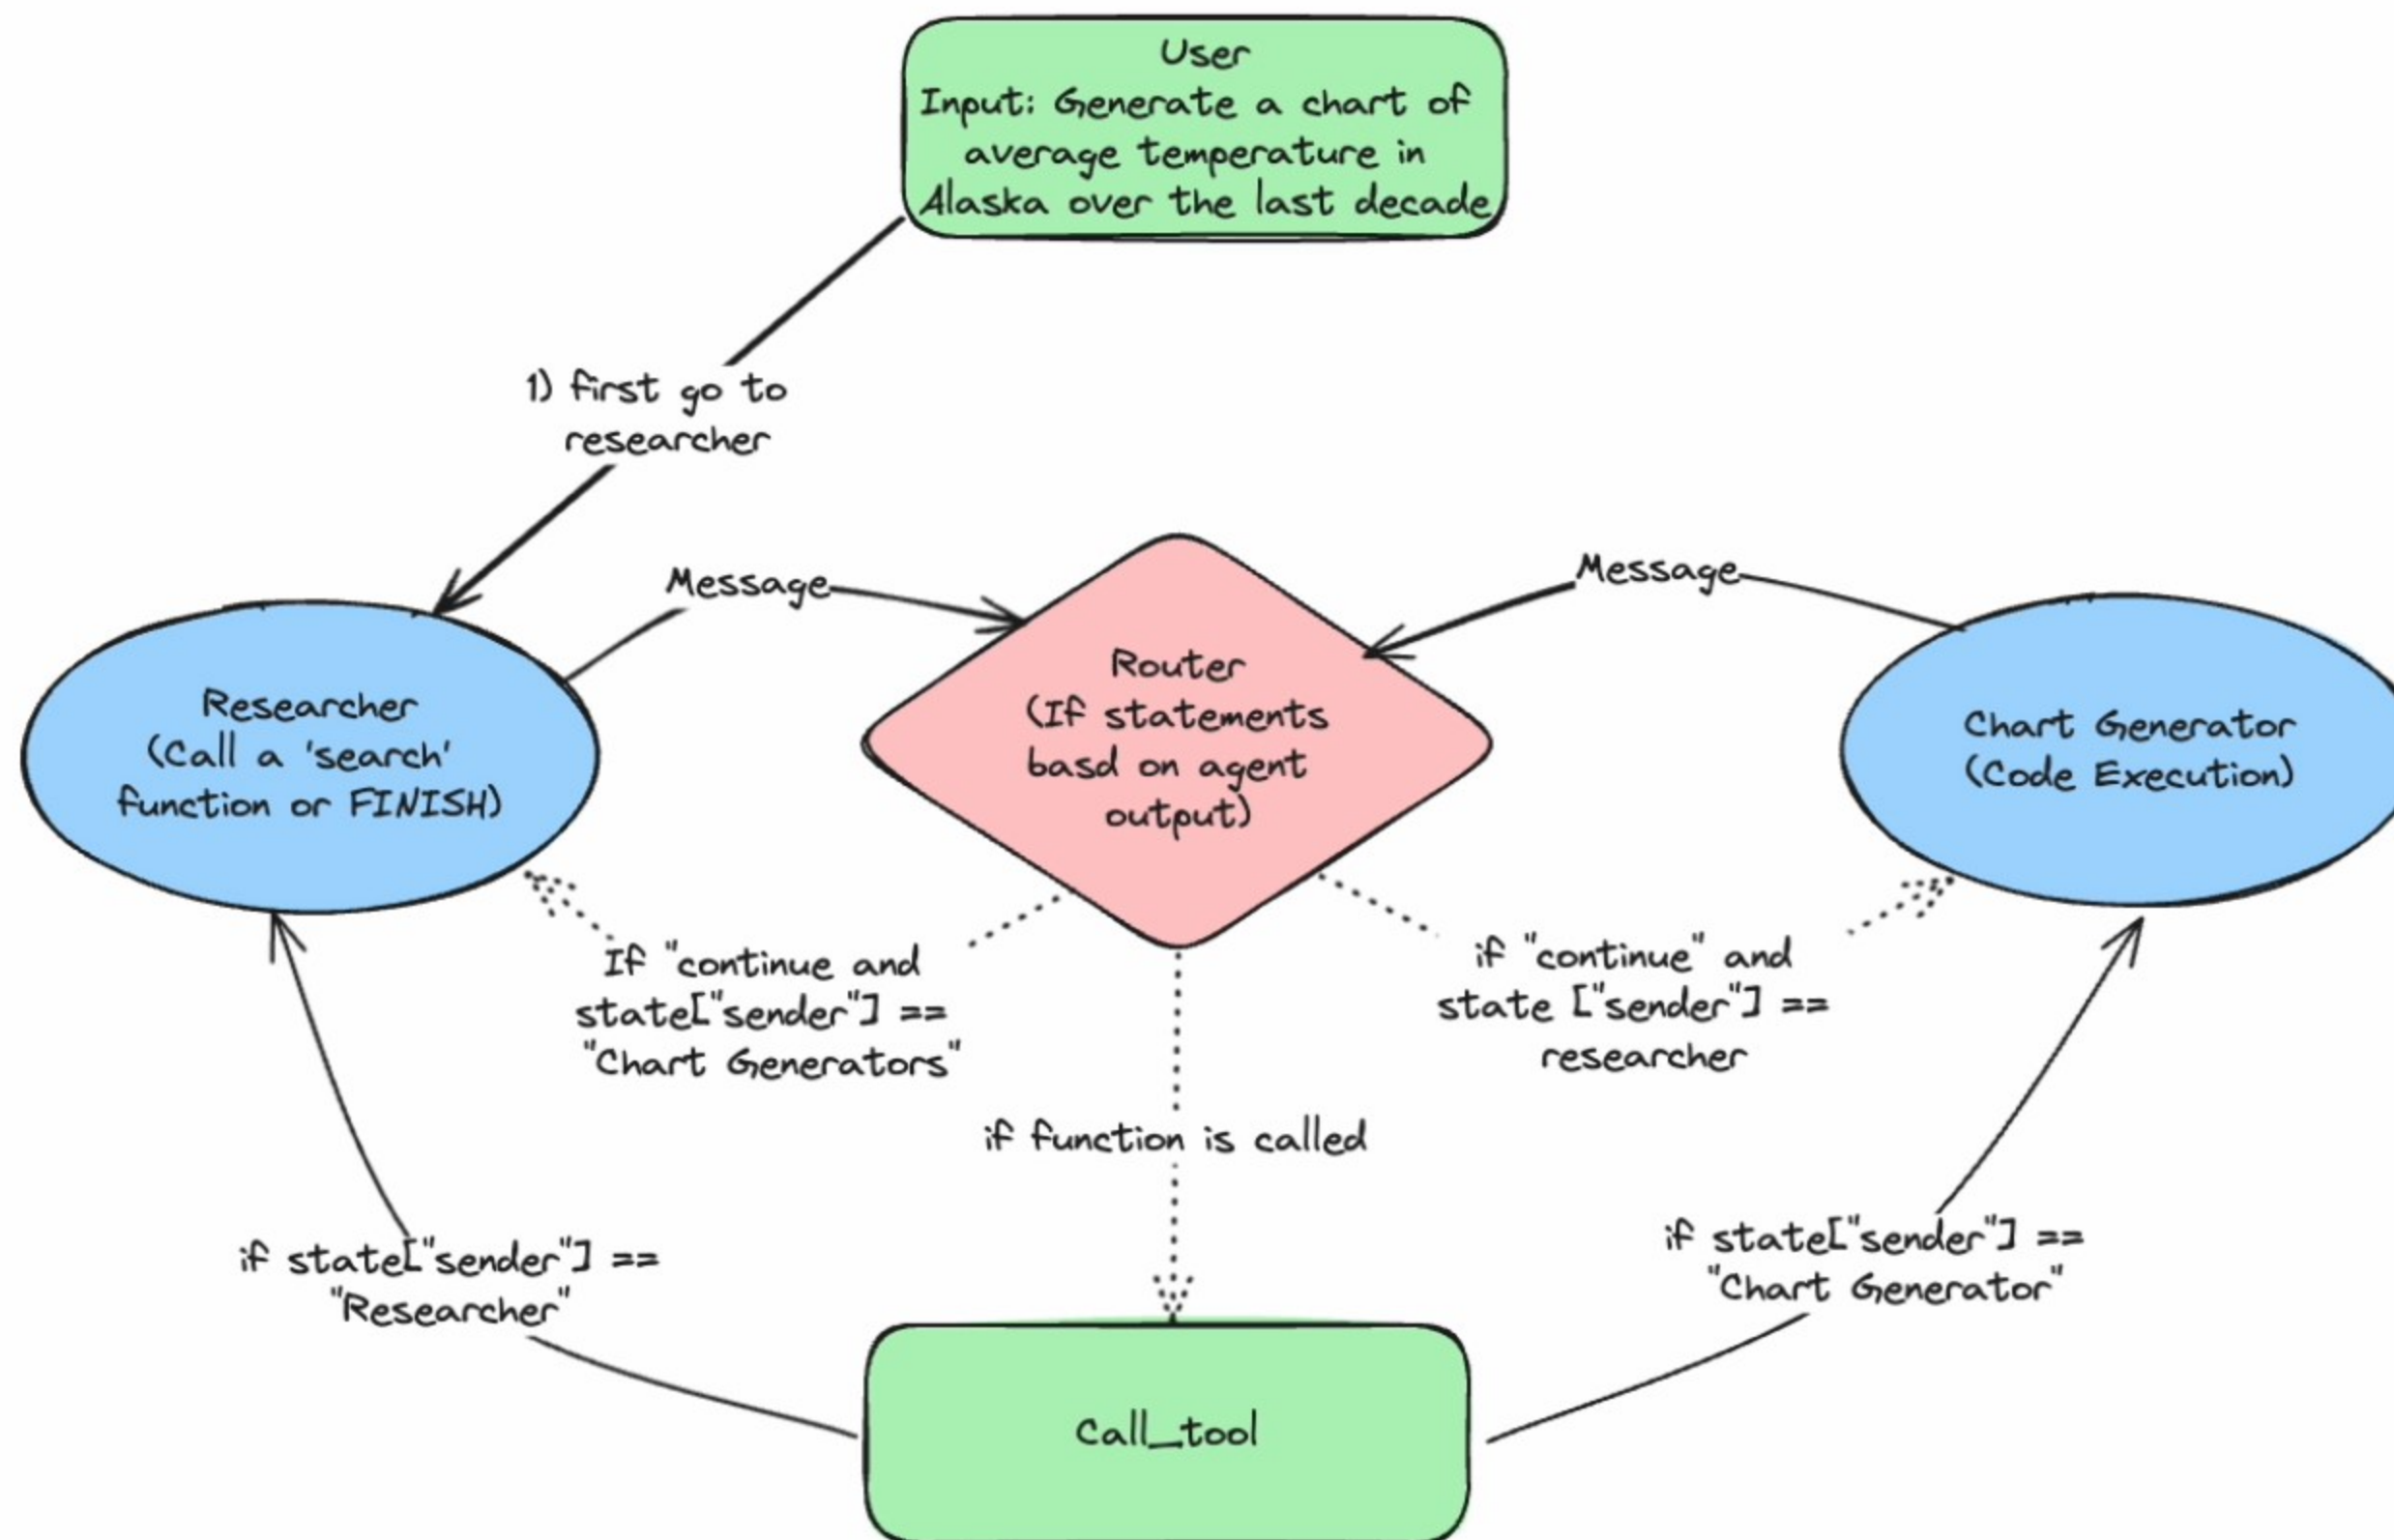 User
Input: Generate a chart of
average temperature in
Alaska over the last decade
1) first go to
researcher
Message
Message
Researcher
(Call a 'search'
function or FINISH)
Router
(If statements
basd on agent
output)
Chart Generator
(Code Execution)
If "continue and
state["sender"] ==
"Chart Generators"
if "continue" and
state ["sender"] ==
researcher
if function is called
if state["sender"] ==
"Researcher"
if state["sender"] ==
"Chart Generator"
Call_tool